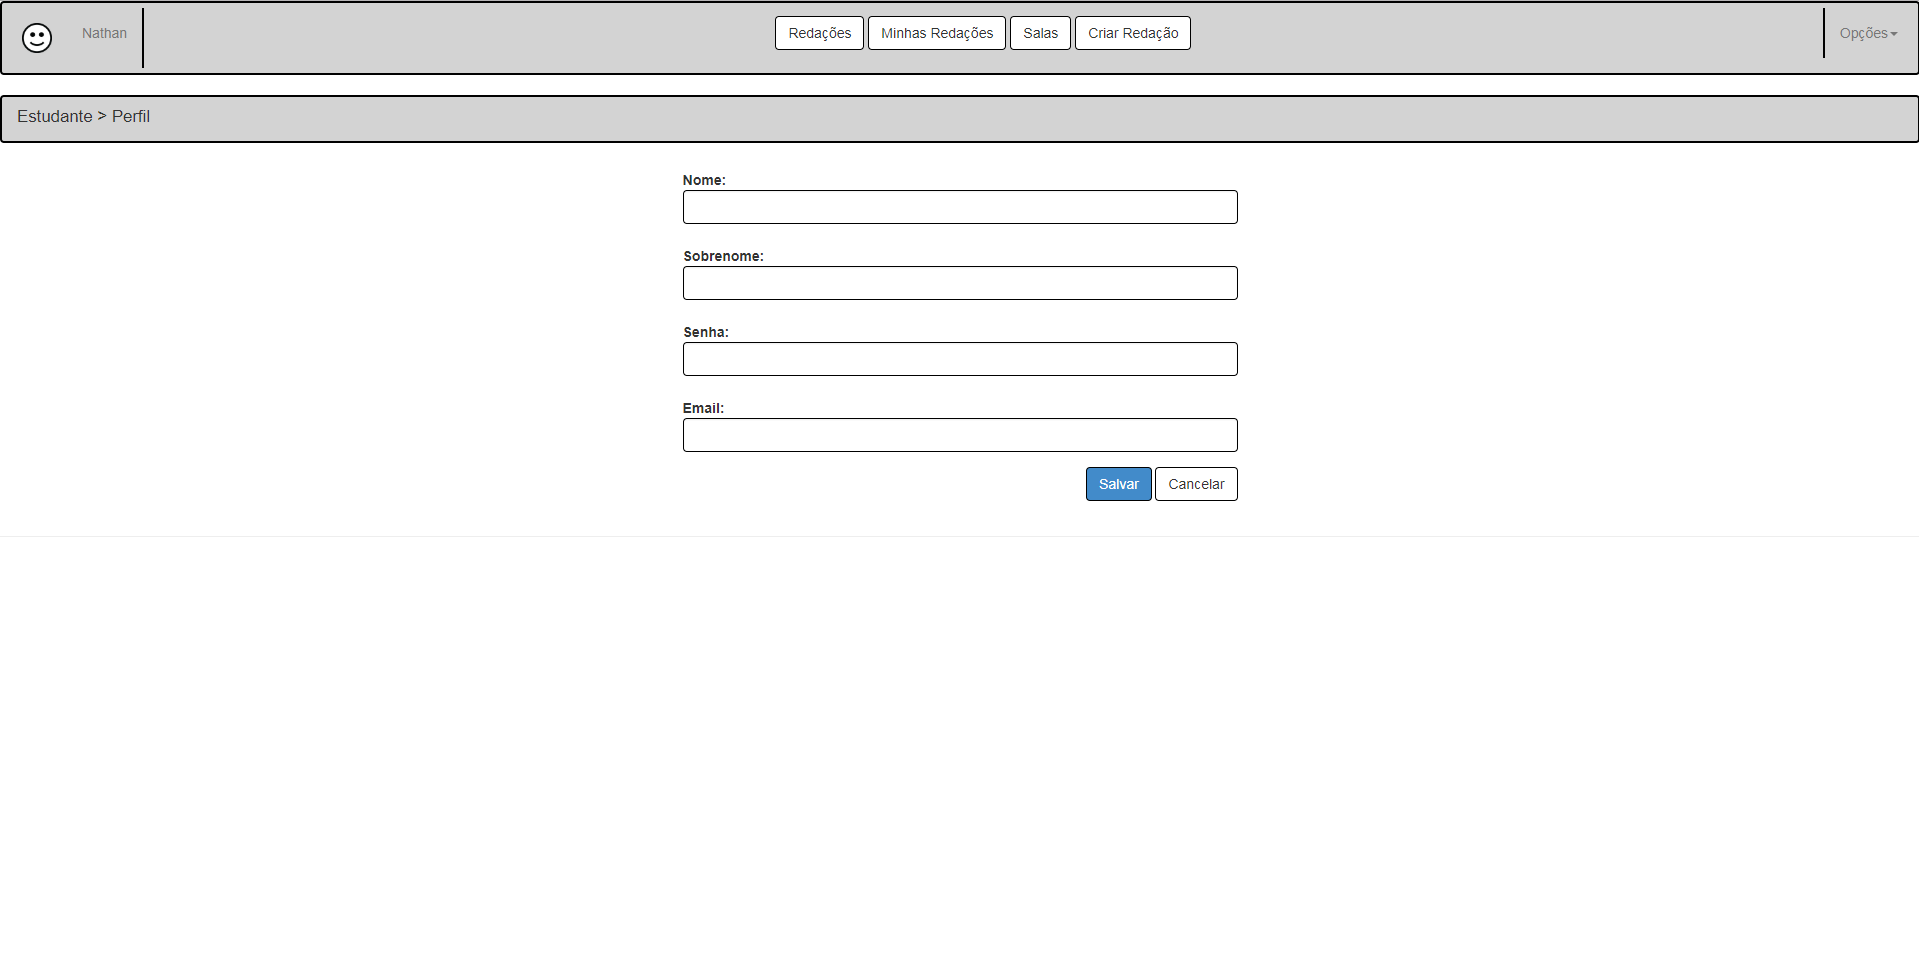 Nathan Redações Minhas Redações Salas Criar Redação Opções
Estudante > Perfil
Nome:
Sobrenome:
Senha:
Email:
Salvar Cancelar